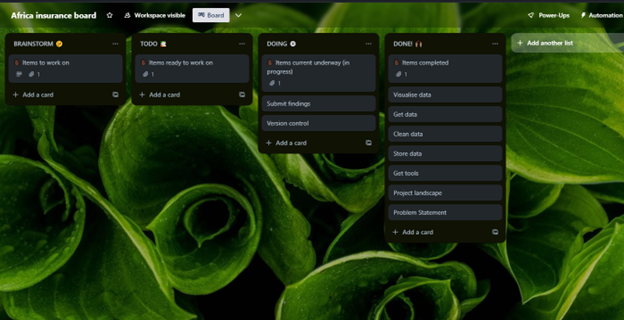 Africa insurance board
Workspace visible
Board
Power-Ups
Automation
BRAINSTORM
Items to work on
1
Add a card
TODO
Items ready to work on
1
Add a card
DOING
Items current underway (in
progress)
1
Submit findings
Version control
Add a card
DONE!
Items completed
1
Visualise data
Get data
Clean data
Store data
Get tools
Project landscape
Problem Statement
Add a card
Add another list